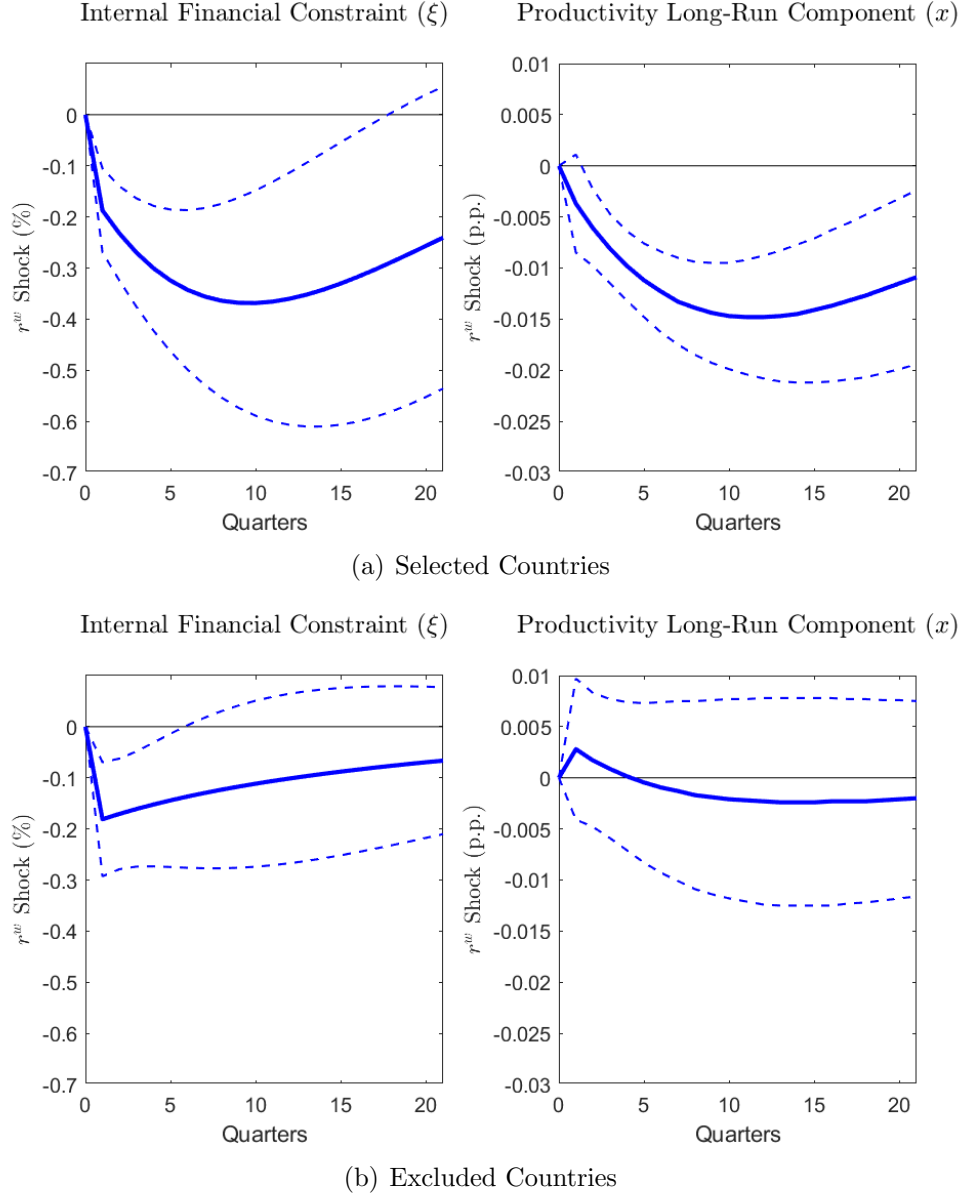 Internal Financial Constraint (ξ)
Productivity Long-Run Component (x)
r^w Shock (%)
0
-0.1
-0.2
-0.3
-0.4
-0.5
-0.6
-0.7
0 5 10 15 20
Quarters
r^w Shock (p.p.)
0.01
0.005
0
-0.005
-0.01
-0.015
-0.02
-0.025
-0.03
0 5 10 15 20
Quarters
(a) Selected Countries
Internal Financial Constraint (ξ)
Productivity Long-Run Component (x)
r^w Shock (%)
0
-0.1
-0.2
-0.3
-0.4
-0.5
-0.6
-0.7
0 5 10 15 20
Quarters
r^w Shock (p.p.)
0.01
0.005
0
-0.005
-0.01
-0.015
-0.02
-0.025
-0.03
0 5 10 15 20
Quarters
(b) Excluded Countries